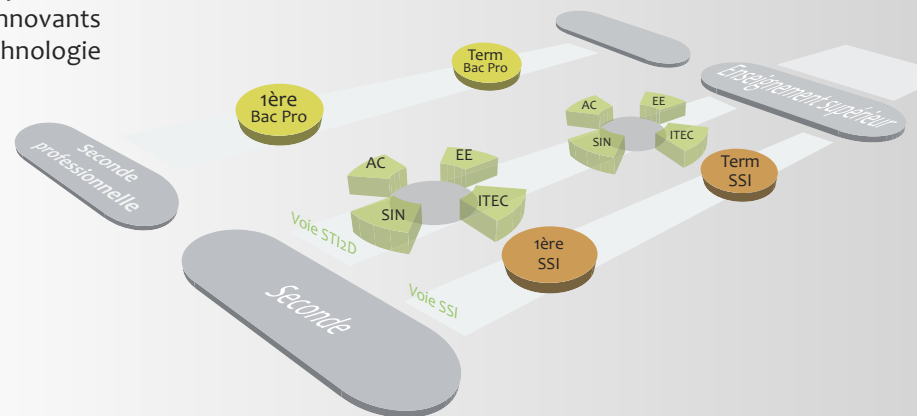 nnovants
hnologie
Term
Bac Pro
1ère
Bac Pro
Enseignement supérieur
AC
EE
SIN
ITEC
Seconde
professionnelle
AC
EE
SIN
ITEC
Term
SSI
Voie STI2D
1ère
SSI
Voie SSI
Seconde